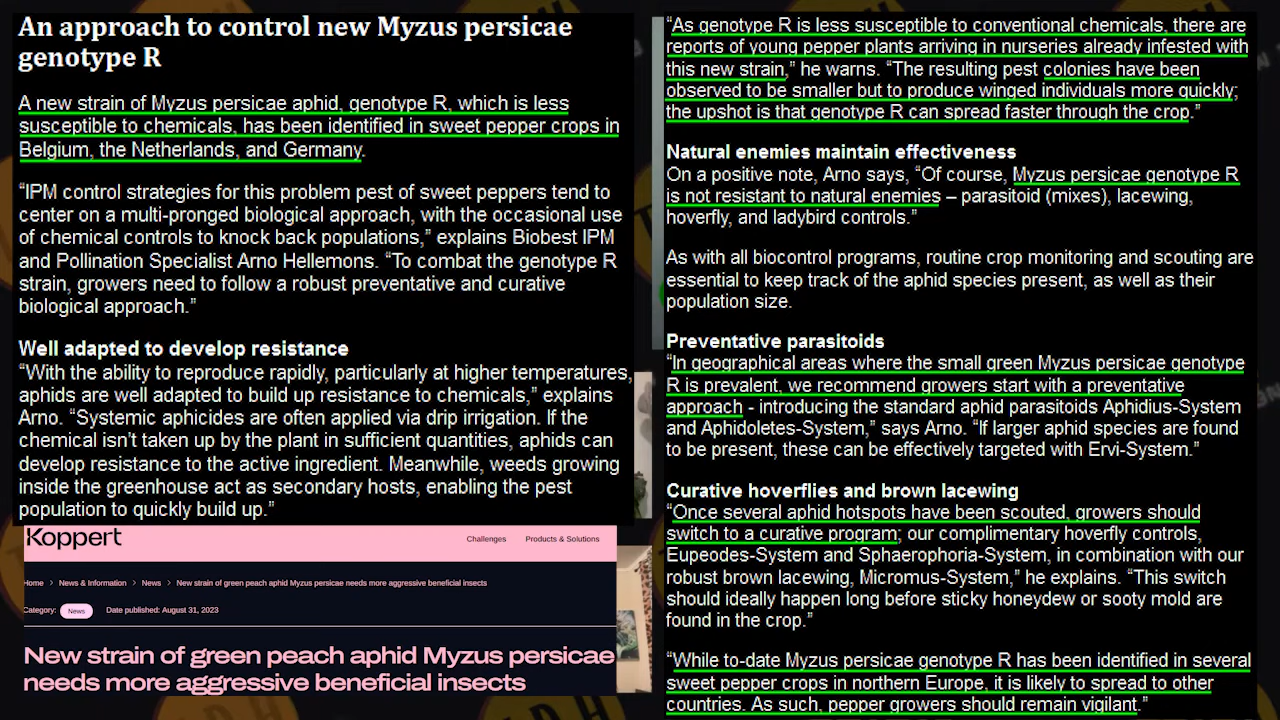 An approach to control new Myzus persicae
genotype R
A new strain of Myzus persicae aphid, genotype R, which is less
susceptible to chemicals, has been identified in sweet pepper crops in
Belgium, the Netherlands, and Germany.
“IPM control strategies for this problem pest of sweet peppers tend to
center on a multi-pronged biological approach, with the occasional use
of chemical controls to knock back populations,” explains Biobest IPM
and Pollination Specialist Arno Hellemons. “To combat the genotype R
strain, growers need to follow a robust preventative and curative
biological approach.”
Well adapted to develop resistance
“With the ability to reproduce rapidly, particularly at higher temperatures,
aphids are well adapted to build up resistance to chemicals,” explains
Arno. “Systemic aphicides are often applied via drip irrigation. If the
chemical isn’t taken up by the plant in sufficient quantities, aphids can
develop resistance to the active ingredient. Meanwhile, weeds growing
inside the greenhouse act as secondary hosts, enabling the pest
population to quickly build up.”
Koppert
Challenges Products & Solutions
Home > News & Information > News > New strain of green peach aphid Myzus persicae needs more aggressive beneficial insects
Category: News Date published: August 31, 2023
New strain of green peach aphid Myzus persicae
needs more aggressive beneficial insects
“As genotype R is less susceptible to conventional chemicals, there are
reports of young pepper plants arriving in nurseries already infested with
this new strain,” he warns. “The resulting pest colonies have been
observed to be smaller but to produce winged individuals more quickly;
the upshot is that genotype R can spread faster through the crop.”
Natural enemies maintain effectiveness
On a positive note, Arno says, “Of course, Myzus persicae genotype R
is not resistant to natural enemies – parasitoid (mixes), lacewing,
hoverfly, and ladybird controls.”
As with all biocontrol programs, routine crop monitoring and scouting are
essential to keep track of the aphid species present, as well as their
population size.
Preventative parasitoids
“In geographical areas where the small green Myzus persicae genotype
R is prevalent, we recommend growers start with a preventative
approach - introducing the standard aphid parasitoids Aphidius-System
and Aphidoletes-System,” says Arno. “If larger aphid species are found
to be present, these can be effectively targeted with Ervi-System.”
Curative hoverflies and brown lacewing
“Once several aphid hotspots have been scouted, growers should
switch to a curative program; our complimentary hoverfly controls,
Eupeodes-System and Sphaerophoria-System, in combination with our
robust brown lacewing, Micromus-System,” he explains. “This switch
should ideally happen long before sticky honeydew or sooty mold are
found in the crop.”
“While to-date Myzus persicae genotype R has been identified in several
sweet pepper crops in northern Europe, it is likely to spread to other
countries. As such, pepper growers should remain vigilant.”